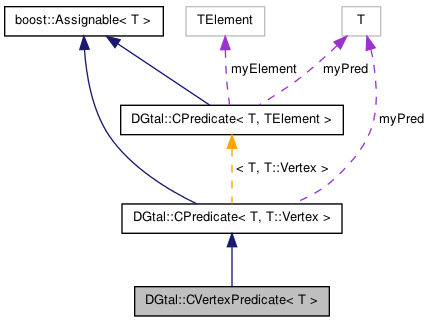 boost::Assignable< T >
TElement
T
myElement
myPred
DGtal::CPredicate< T, TElement >
myPred
< T, T::Vertex >
DGtal::CPredicate< T, T::Vertex >
DGtal::CVertexPredicate< T >